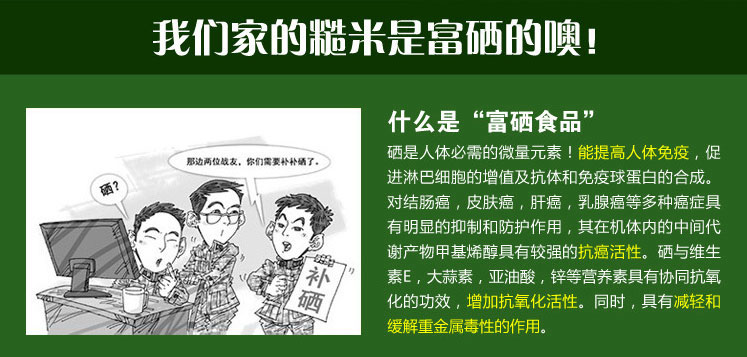 我们家的糙米是富硒的噢!
什么是“富硒食品”
硒是人体必需的微量元素！能提高人体免疫，促
进淋巴细胞的增值及抗体和免疫球蛋白的合成。
对结肠癌，皮肤癌，肝癌，乳腺癌等多种癌症具
有明显的抑制和防护作用，其在机体内的中间代
谢产物甲基烯醇具有较强的抗癌活性。硒与维生
素E，大蒜素，亚油酸，锌等营养素具有协同抗氧
化的功效，增加抗氧化活性。同时，具有减轻和
缓解重金属毒性的作用。
那边两位战友，你们需要补补硒了。
硒？
补硒